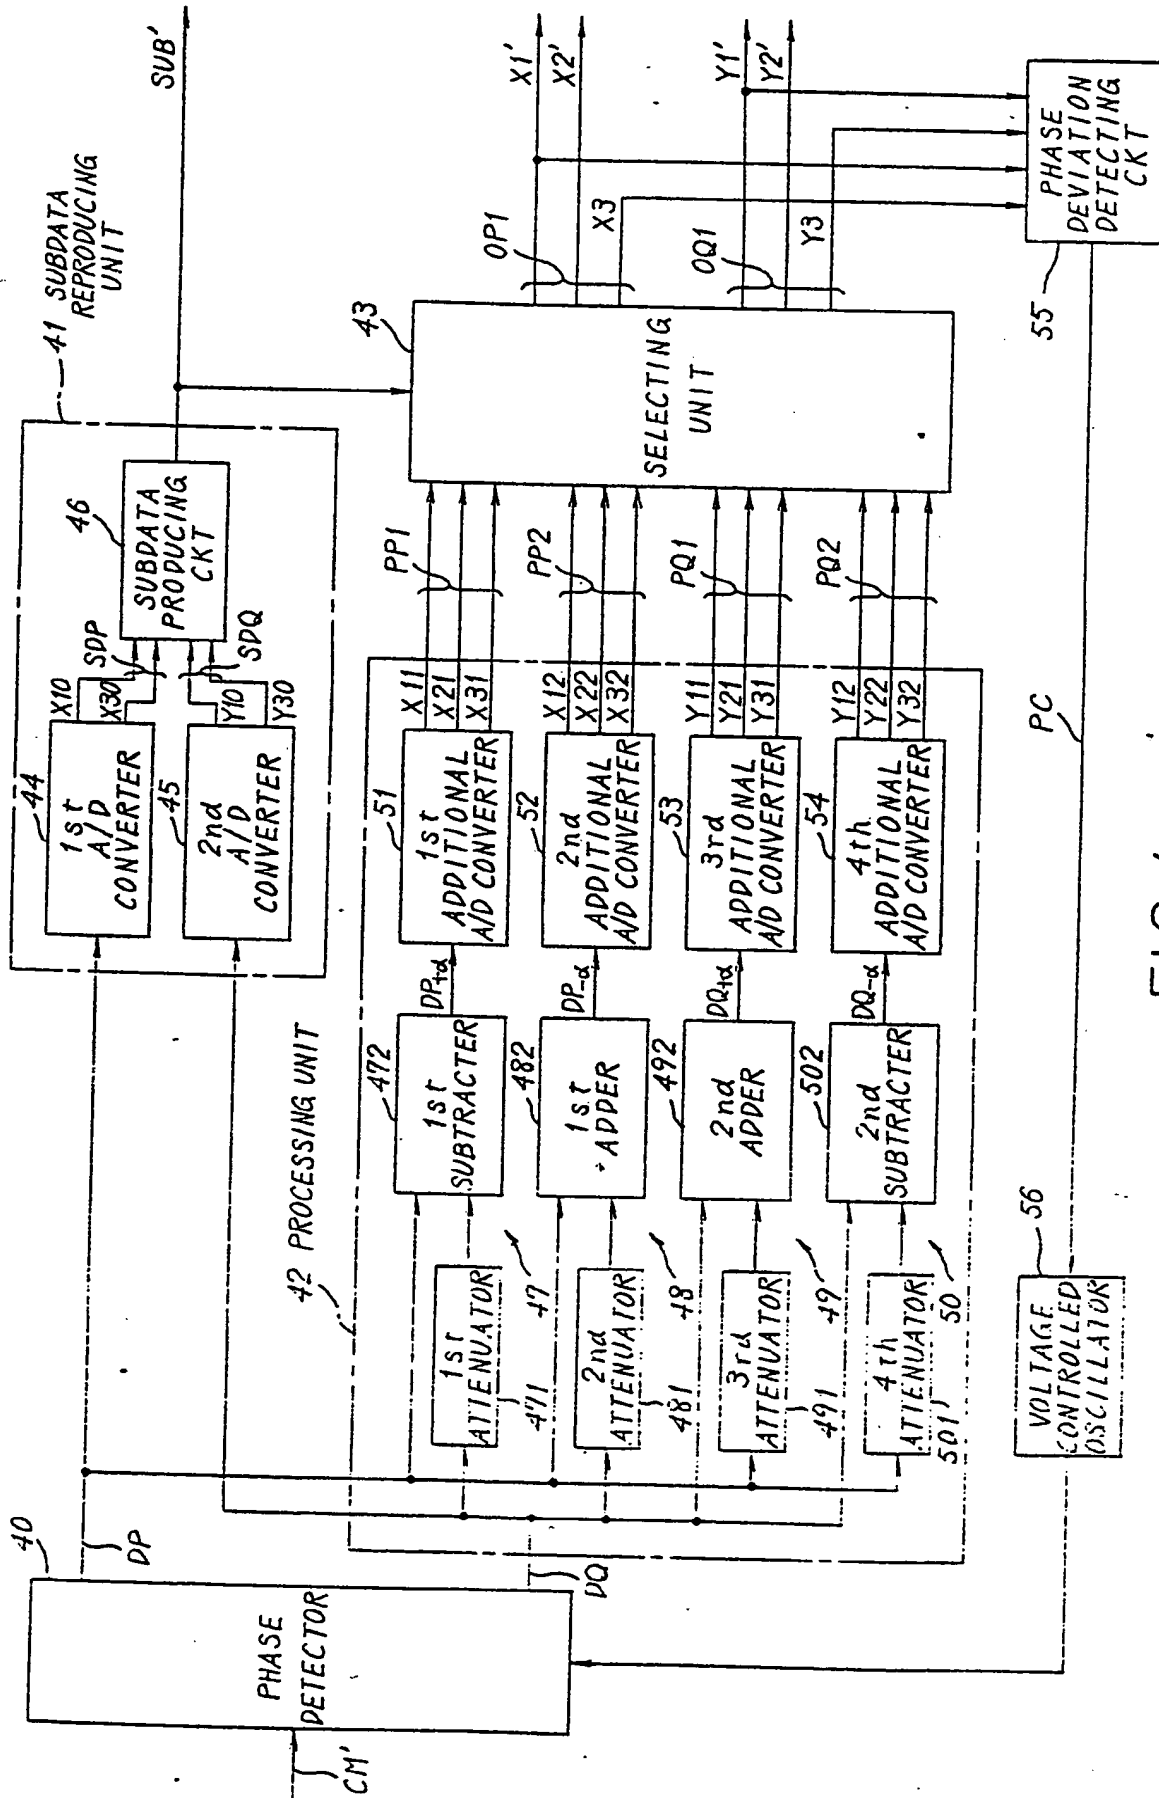 CM'
PHASE
DETECTOR
40
DP
DQ
41 SUBDATA
REPRODUCING
UNIT
44
1st
A/D
CONVERTER
45
2nd
A/D
CONVERTER
X10
X30
Y10
Y30
SDP
SDQ
46
SUBDATA
PRODUCING
CKT
SUB'
42 PROCESSING UNIT
1st
ATTENUATOR
471
47
2nd
ATTENUATOR
481
48
3rd
ATTENUATOR
491
49
4th
ATTENUATOR
501
50
472
1st
SUBTRACTER
482
1st
ADDER
492
2nd
ADDER
502
2nd
SUBTRACTER
DP+α
DP-α
DQ+α
DQ-α
51
1st
ADDITIONAL
A/D CONVERTER
52
2nd
ADDITIONAL
A/D CONVERTER
53
3rd
ADDITIONAL
A/D CONVERTER
54
4th
ADDITIONAL
A/D CONVERTER
X11
X21
X31
X12
X22
X32
Y11
Y21
Y31
Y12
Y22
Y32
PP1
PP2
PQ1
PQ2
43
SELECTING
UNIT
OP1
OQ1
X1'
X2'
X3
Y1'
Y2'
Y3
55
PHASE
DEVIATION
DETECTING
CKT
PC
56
VOLTAGE
CONTROLLED
OSCILLATOR